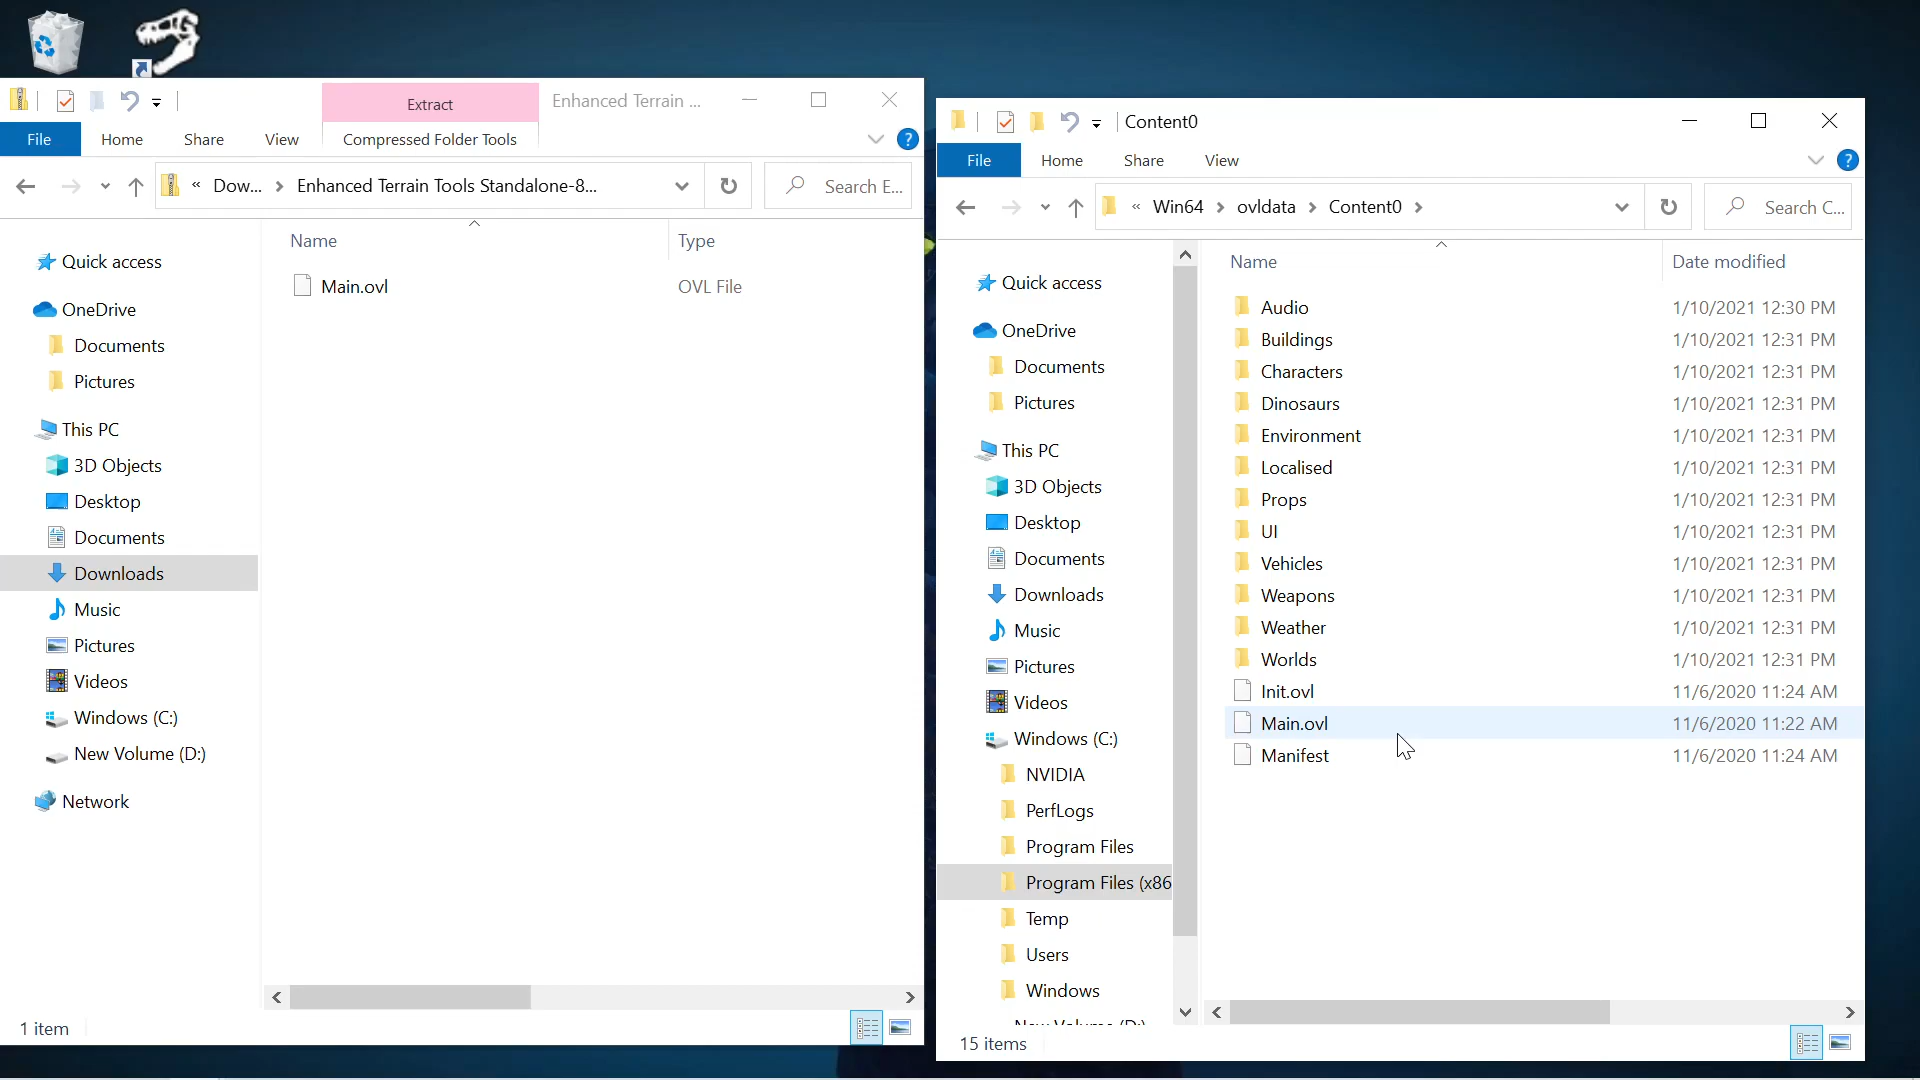 Extract
Enhanced Terrain ...
File
Home
Share
View
Compressed Folder Tools
?
« Dow... > Enhanced Terrain Tools Standalone-8...
Search E...
Name
Type
Main.ovl
OVL File
Quick access
OneDrive
Documents
Pictures
This PC
3D Objects
Desktop
Documents
Downloads
Music
Pictures
Videos
Windows (C:)
New Volume (D:)
Network
1 item
Content0
File
Home
Share
View
?
« Win64 > ovldata > Content0 >
Search C...
Quick access
OneDrive
Documents
Pictures
This PC
3D Objects
Desktop
Documents
Downloads
Music
Pictures
Videos
Windows (C:)
NVIDIA
PerfLogs
Program Files
Program Files (x86
Temp
Users
Windows
New Volume (D:)
Name
Date modified
Audio 1/10/2021 12:30 PM
Buildings 1/10/2021 12:31 PM
Characters 1/10/2021 12:31 PM
Dinosaurs 1/10/2021 12:31 PM
Environment 1/10/2021 12:31 PM
Localised 1/10/2021 12:31 PM
Props 1/10/2021 12:31 PM
UI 1/10/2021 12:31 PM
Vehicles 1/10/2021 12:31 PM
Weapons 1/10/2021 12:31 PM
Weather 1/10/2021 12:31 PM
Worlds 1/10/2021 12:31 PM
Init.ovl 11/6/2020 11:24 AM
Main.ovl 11/6/2020 11:22 AM
Manifest 11/6/2020 11:24 AM
15 items